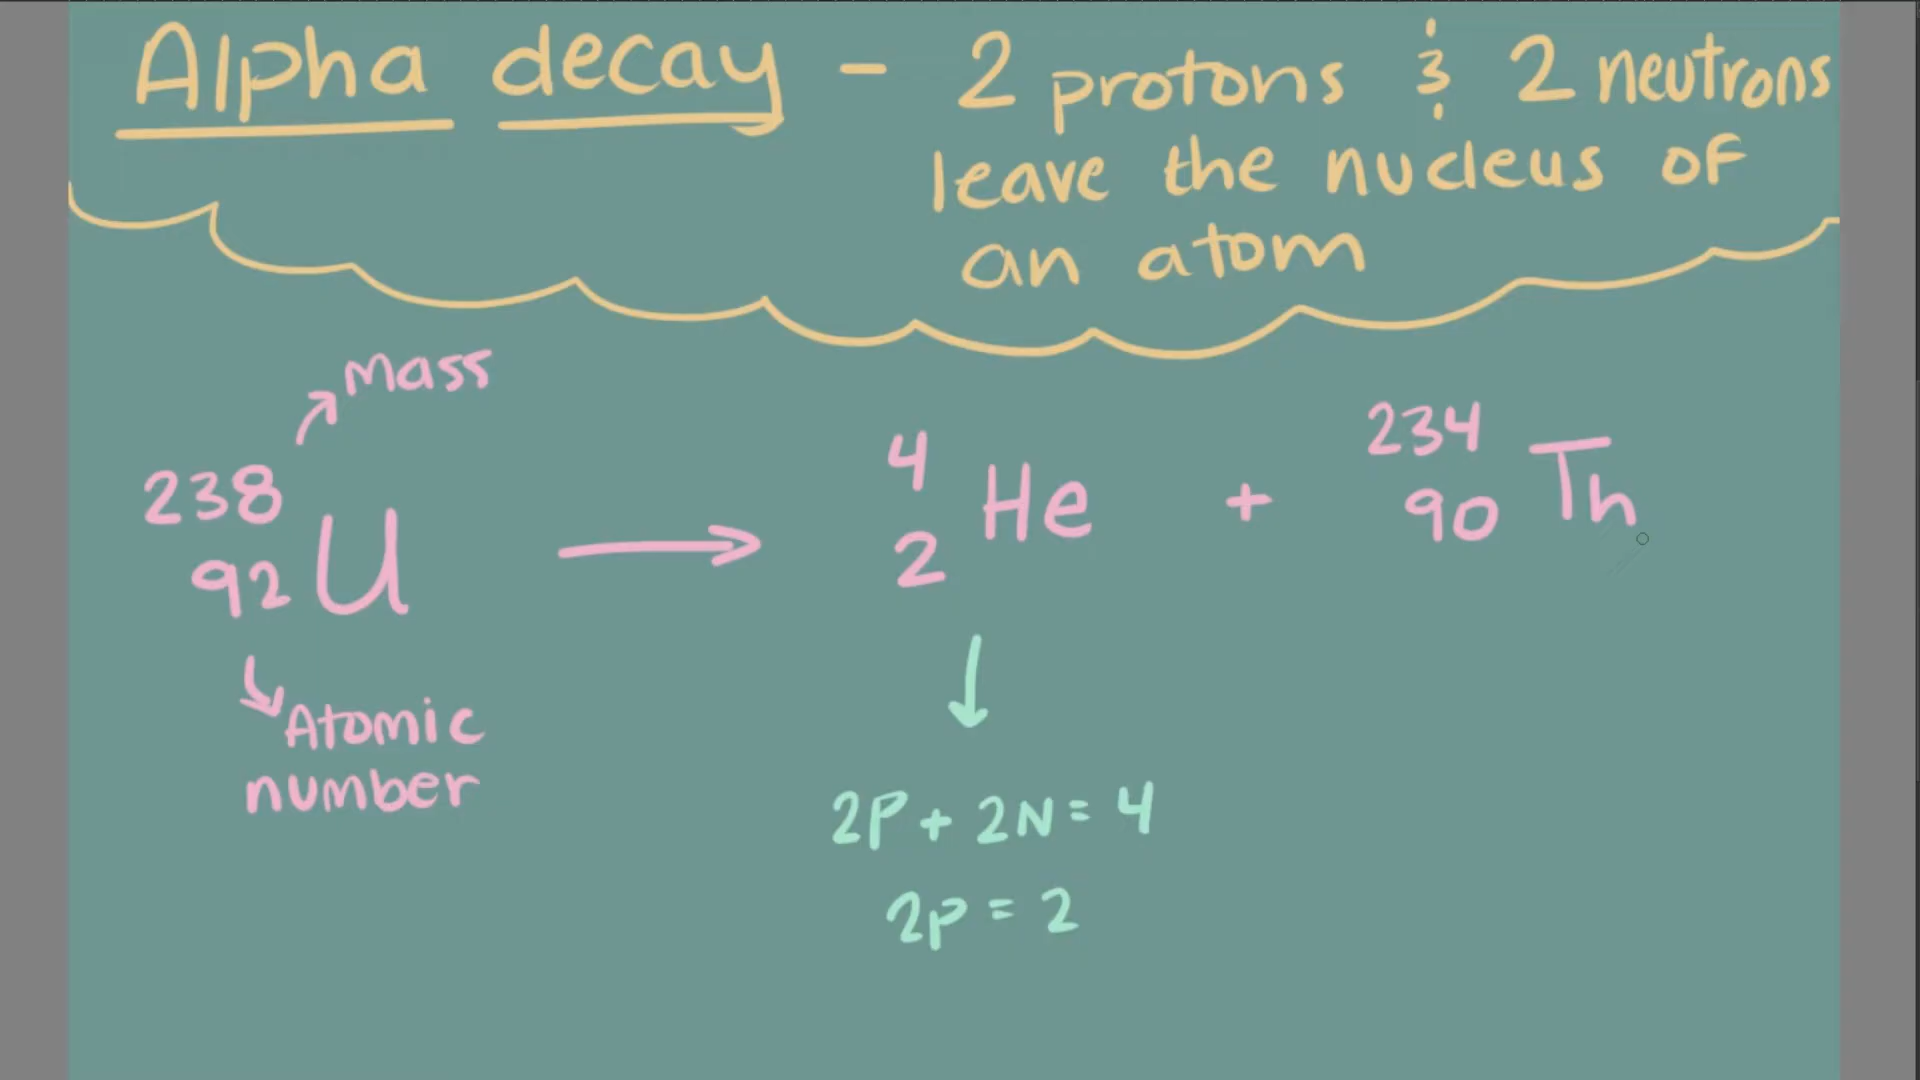 Alpha decay - 2 protons & 2 neutrons
leave the nucleus of
an atom
Mass
238
92 U → 4 2 He + 234 90 Th
Atomic
number
2P + 2N = 4
2P = 2